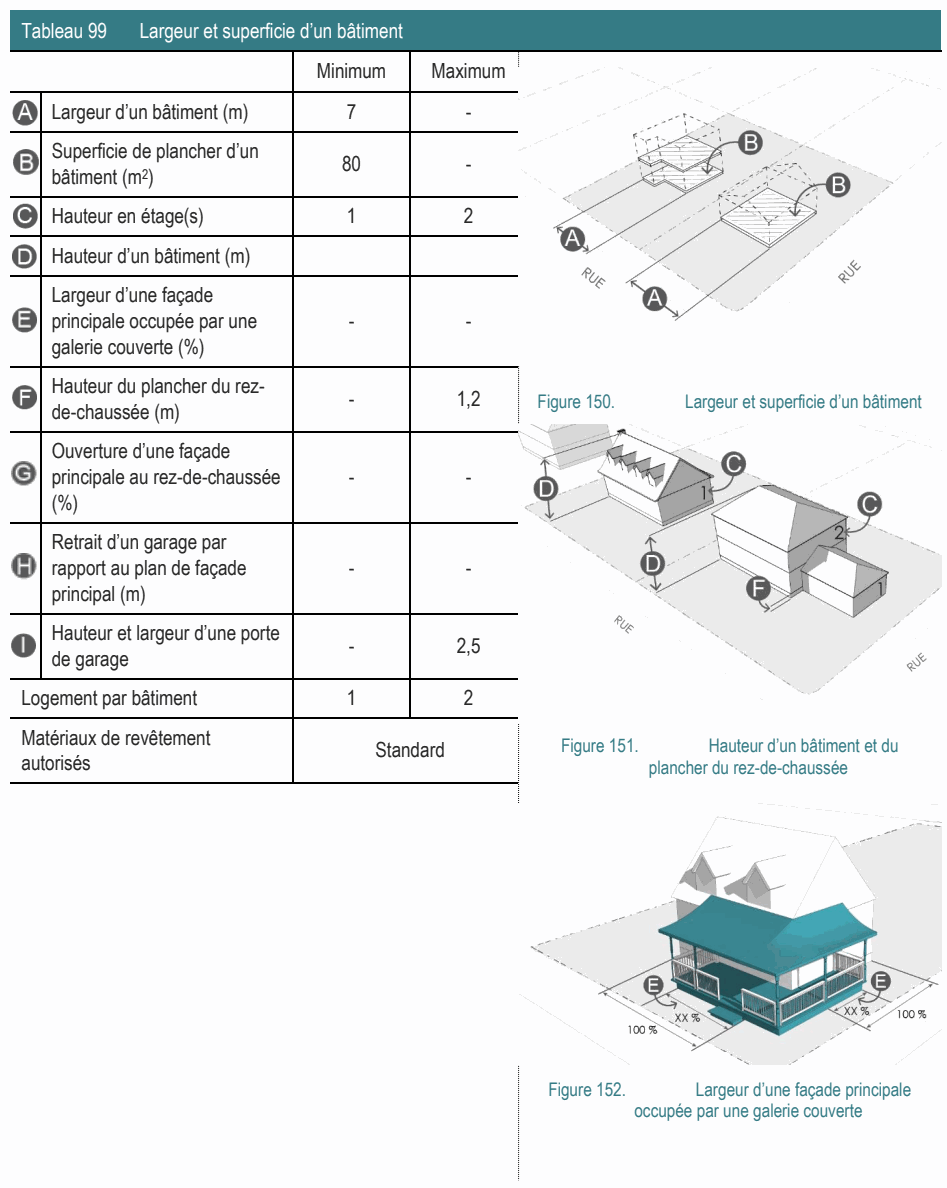 Tableau 99 Largeur et superficie d'un bâtiment
Minimum Maximum
A Largeur d'un bâtiment (m) 7 -
B Superficie de plancher d'un
bâtiment (m²) 80 -
C Hauteur en étage(s) 1 2
D Hauteur d'un bâtiment (m)
E Largeur d'une façade
principale occupée par une
galerie couverte (%) - -
F Hauteur du plancher du rez-
de-chaussée (m) - 1,2
G Ouverture d'une façade
principale au rez-de-chaussée
(%) - -
H Retrait d'un garage par
rapport au plan de façade
principal (m) - -
I Hauteur et largeur d'une porte
de garage - 2,5
Logement par bâtiment 1 2
Matériaux de revêtement
autorisés Standard
B
B
A
A
RUE
RUE
Figure 150. Largeur et superficie d'un bâtiment
C
D
1
C
2
D
F
1
RUE
RUE
Figure 151. Hauteur d'un bâtiment et du
plancher du rez-de-chaussée
E
E
XX %
XX %
100 %
100 %
Figure 152. Largeur d'une façade principale
occupée par une galerie couverte